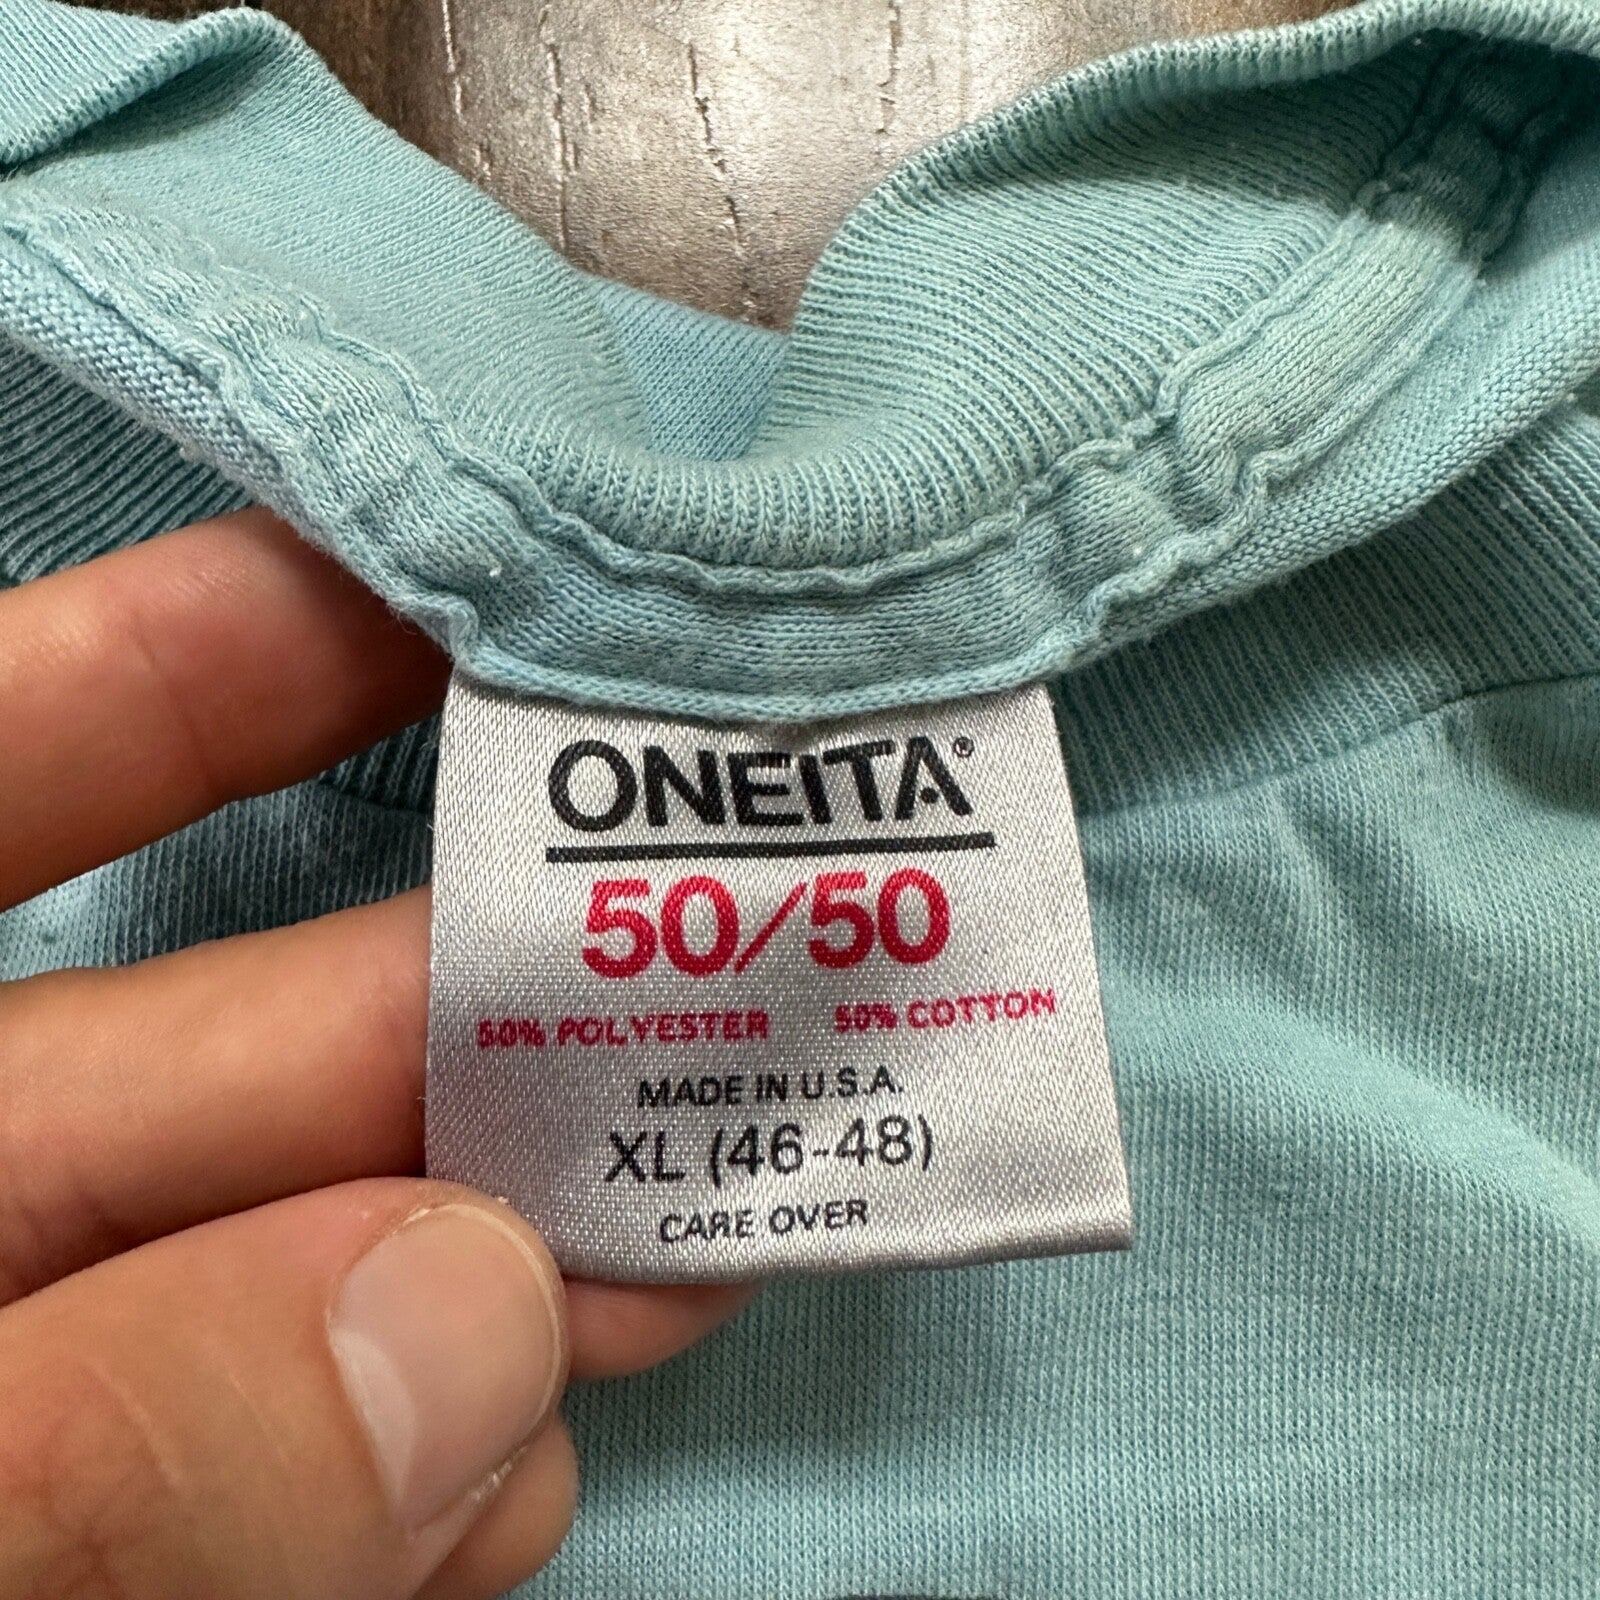 ONEITA®
50/50
50% POLYESTER 50% COTTON
MADE IN U.S.A.
XL (46-48)
CARE OVER